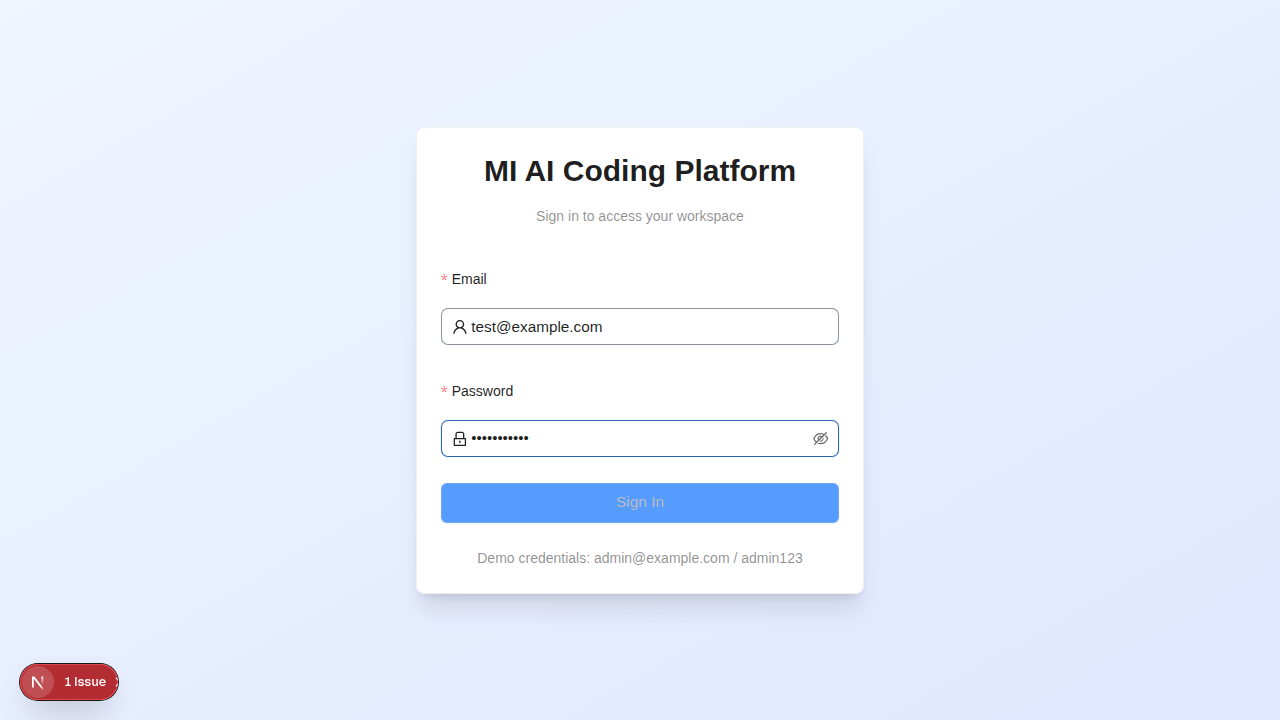 MI AI Coding Platform
Sign in to access your workspace
* Email
test@example.com
* Password
•••••••••••
Sign In
Demo credentials: admin@example.com / admin123
N 1 Issue